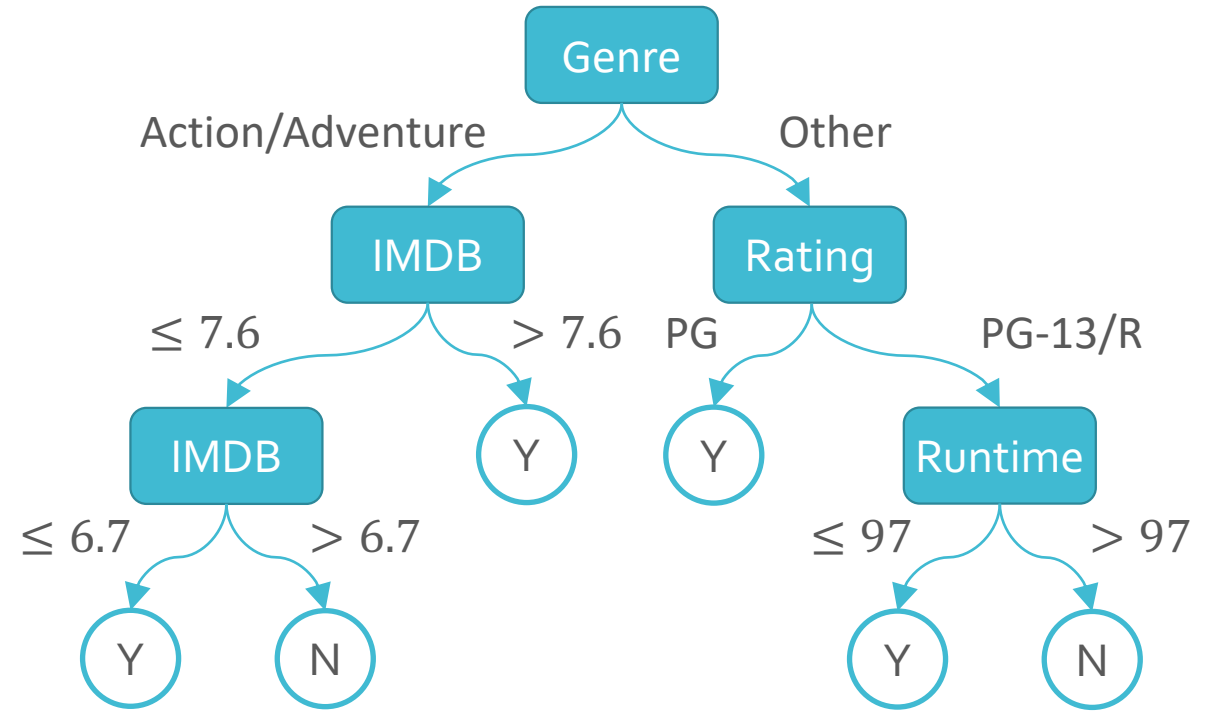 Genre
Action/Adventure
Other
IMDB
Rating
≤ 7.6
> 7.6
PG
PG-13/R
IMDB
Y
Y
Runtime
≤ 6.7
> 6.7
≤ 97
> 97
Y
N
Y
N